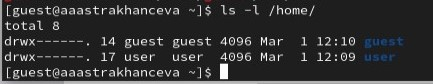 [guest@aaastrakhanceva ~]$ ls -l /home/
total 8
drwx------. 14 guest guest 4096 Mar  1 12:10 guest
drwx------. 17 user  user  4096 Mar  1 12:09 user
[guest@aaastrakhanceva ~]$